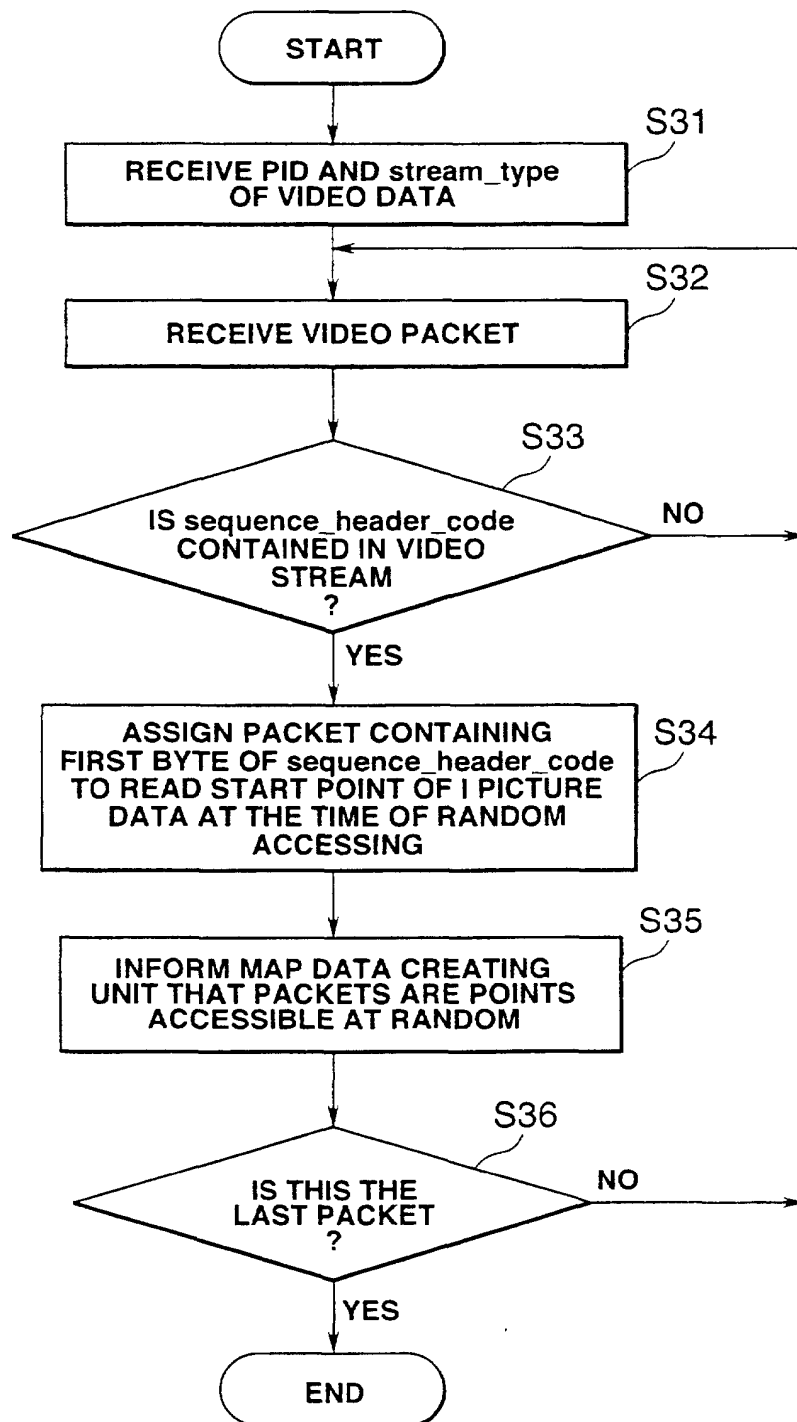 START
S31
RECEIVE PID AND stream_type
OF VIDEO DATA
S32
RECEIVE VIDEO PACKET
S33
IS sequence_header_code
CONTAINED IN VIDEO
STREAM
?
NO
YES
S34
ASSIGN PACKET CONTAINING
FIRST BYTE OF sequence_header_code
TO READ START POINT OF I PICTURE
DATA AT THE TIME OF RANDOM
ACCESSING
S35
INFORM MAP DATA CREATING
UNIT THAT PACKETS ARE POINTS
ACCESSIBLE AT RANDOM
S36
IS THIS THE
LAST PACKET
?
NO
YES
END